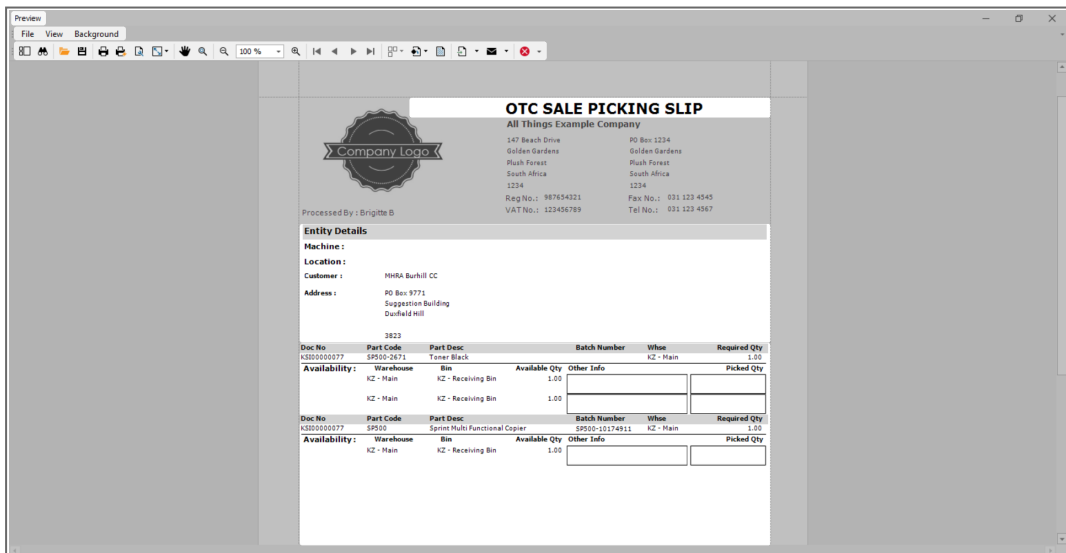 Preview
File View Background
100 %
OTC SALE PICKING SLIP
All Things Example Company
147 Beach Drive PO Box 1234
Golden Gardens Golden Gardens
Plush Forest Plush Forest
South Africa South Africa
1234 1234
Reg No.: 987654321 Fax No.: 031 123 4545
VAT No.: 123456789 Tel No.: 031 123 4567
Company Logo
Processed By : Brigitte B
Entity Details
Machine :
Location :
Customer : MHRA Burhill CC
Address : PO Box 9771
Suggestion Building
Duxfield Hill
3823
Doc No Part Code Part Desc Batch Number Whse Required Qty
KSI00000077 SP500-2671 Toner Black KZ - Main 1.00
Availability : Warehouse Bin Available Qty Other Info Picked Qty
KZ - Main KZ - Receiving Bin 1.00
KZ - Main KZ - Receiving Bin 1.00
Doc No Part Code Part Desc Batch Number Whse Required Qty
KSI00000077 SP500 Sprint Multi Functional Copier SP500-10174911 KZ - Main 1.00
Availability : Warehouse Bin Available Qty Other Info Picked Qty
KZ - Main KZ - Receiving Bin 1.00